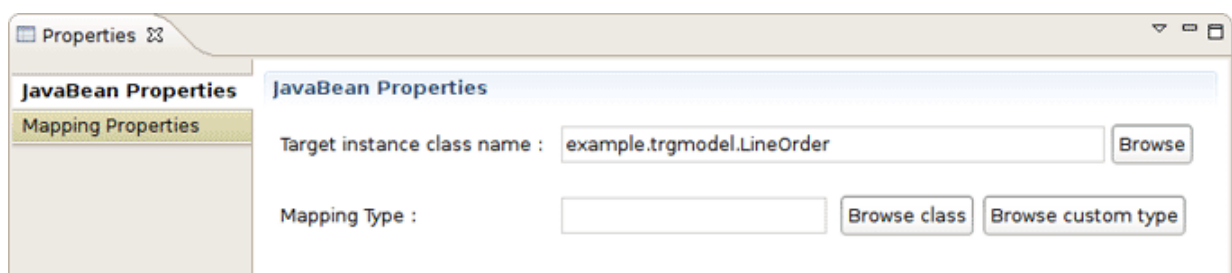 Properties
JavaBean Properties
Mapping Properties
JavaBean Properties
Target instance class name : example.trgmodel.LineOrder Browse
Mapping Type : Browse class Browse custom type